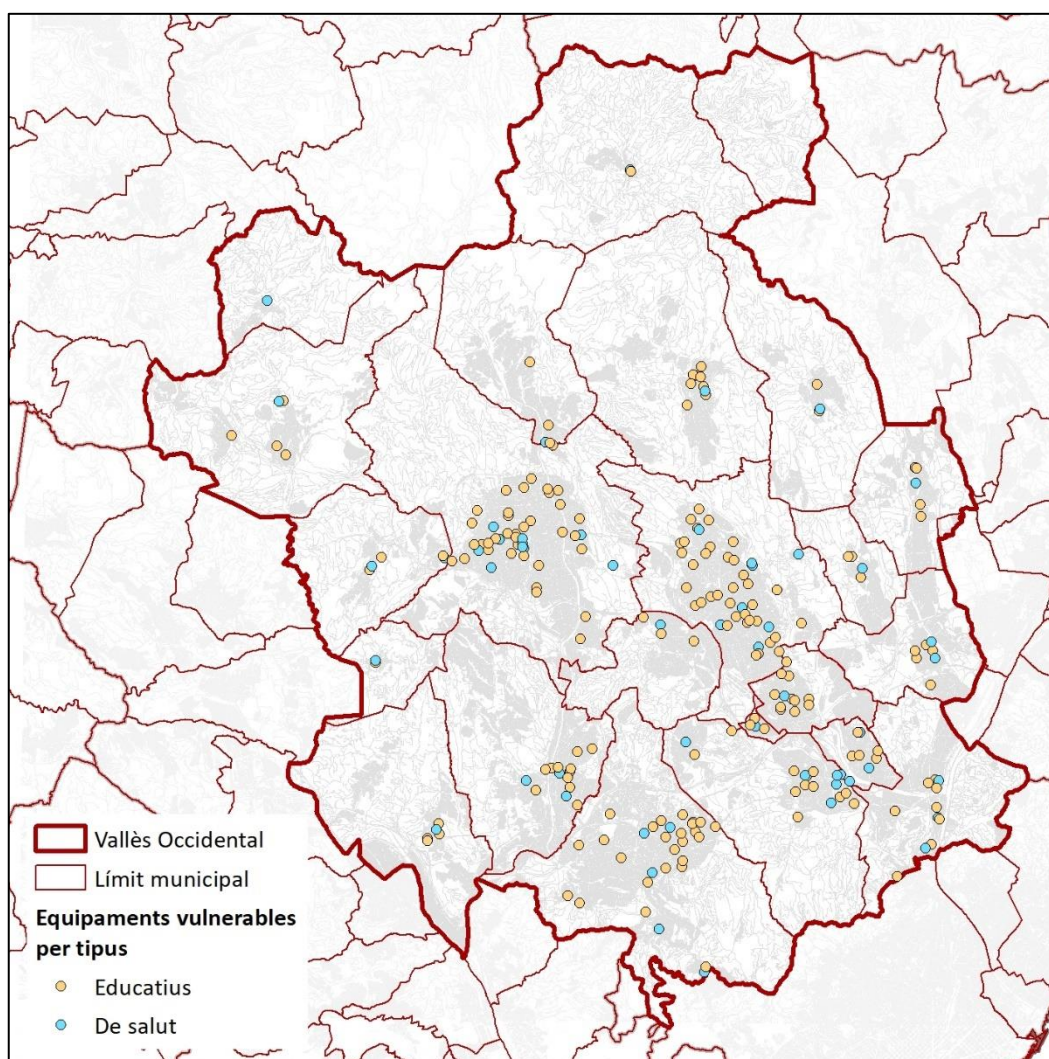 Vallès Occidental
Límit municipal
Equipaments vulnerables
per tipus
Educatius
De salut